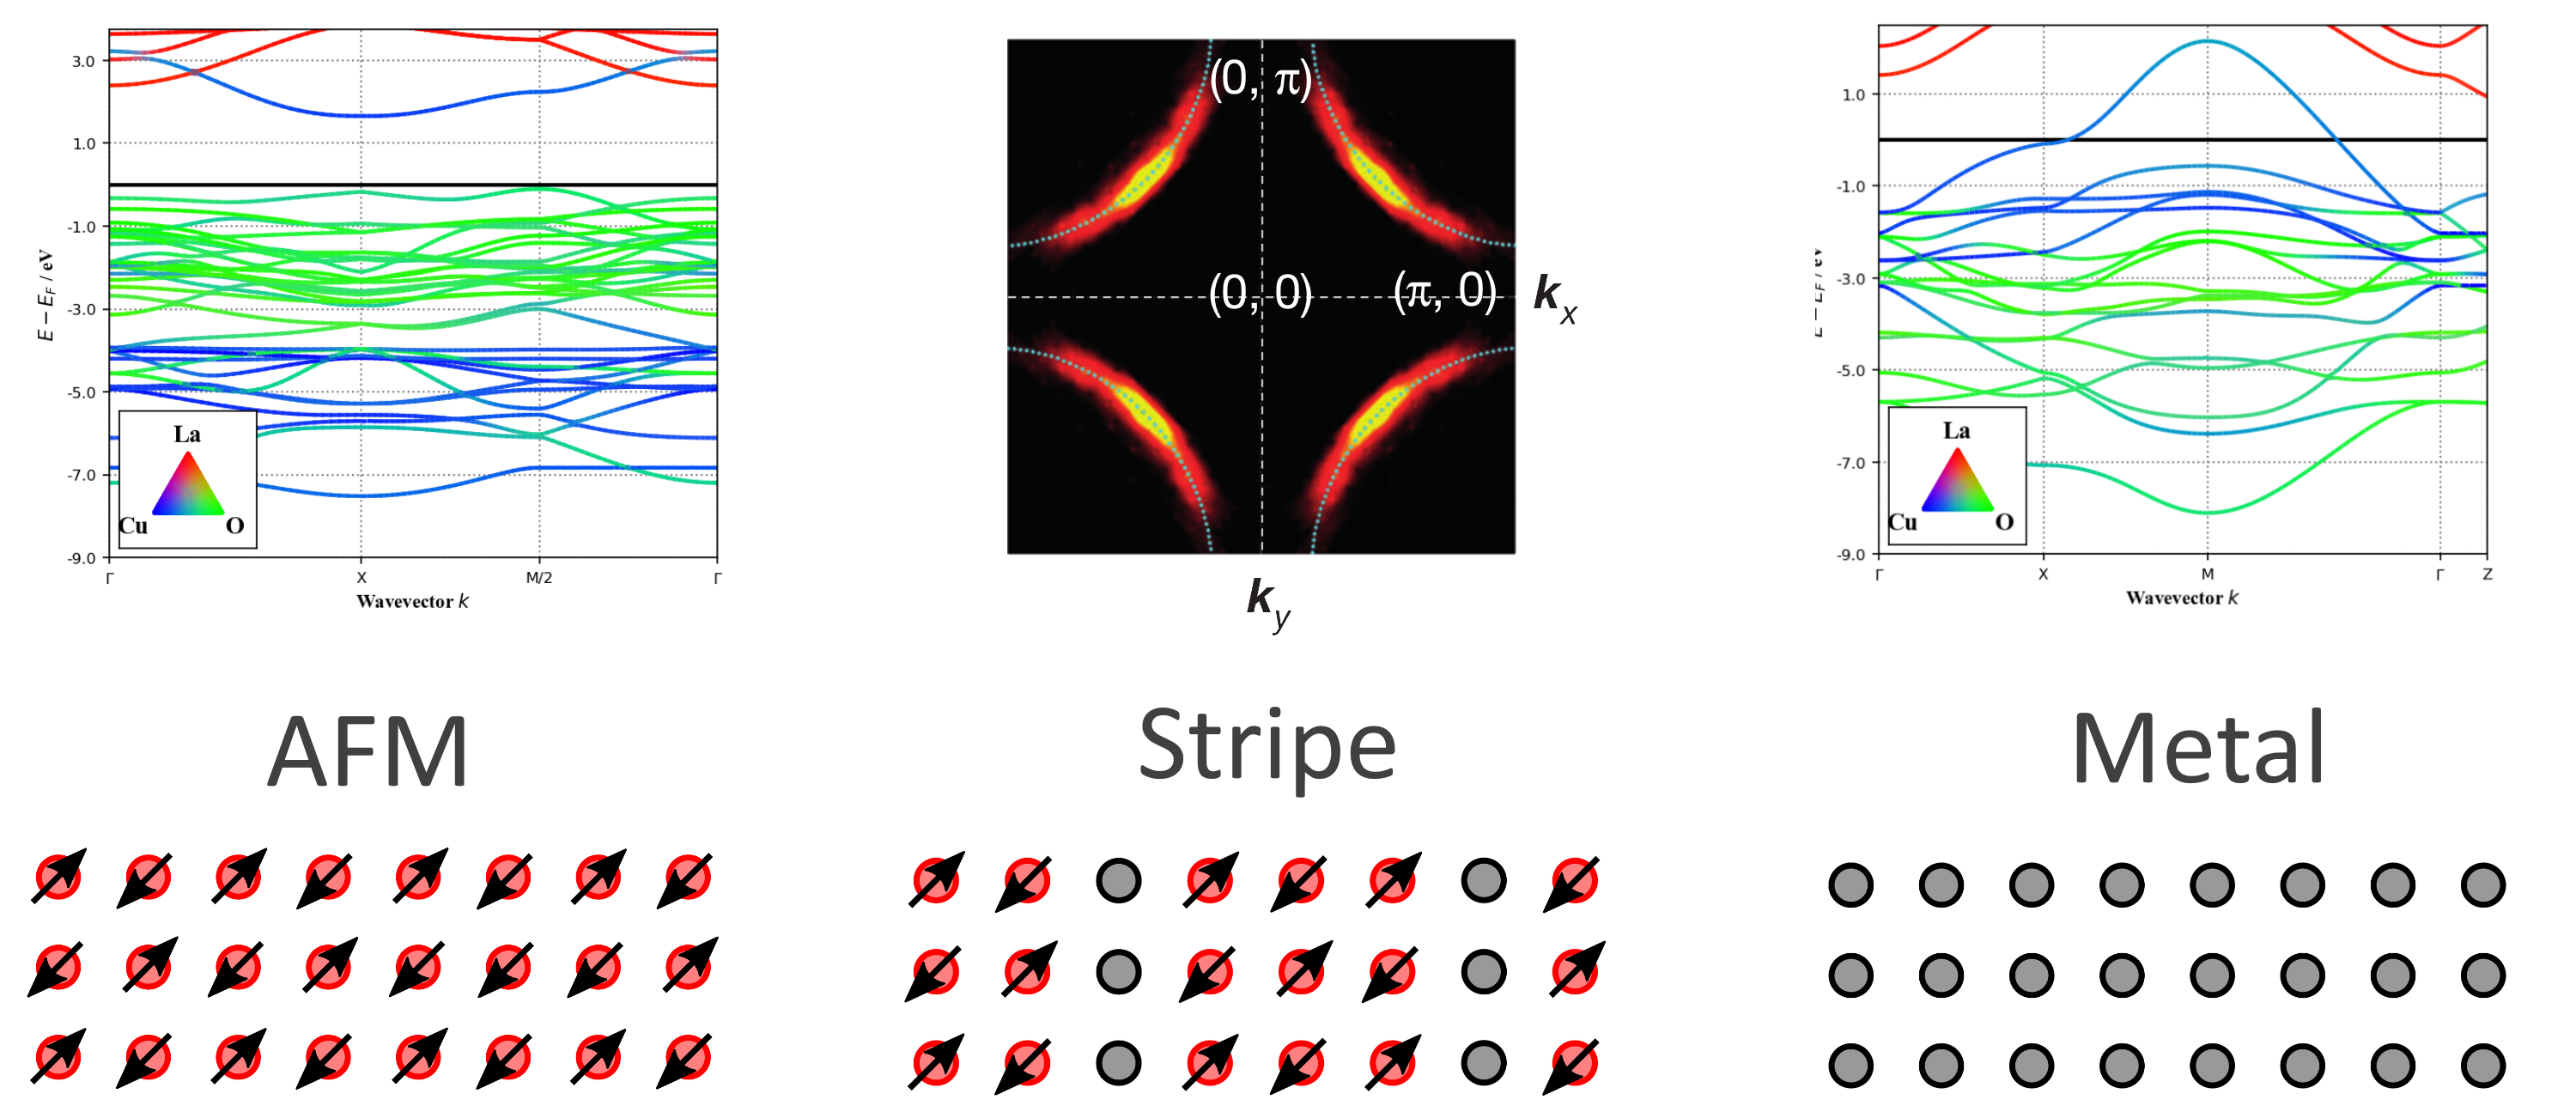 3.0
1.0
-1.0
-3.0
-5.0
-7.0
-9.0
E − E_F / eV
La
Cu
O
Γ
X
M/2
Γ
Wavevector k
(0, π)
(0, 0)
(π, 0)
k_x
k_y
1.0
-1.0
-3.0
-5.0
-7.0
-9.0
E − E_F / eV
La
Cu
O
Γ
X
M
Γ
Z
Wavevector k
AFM
Stripe
Metal